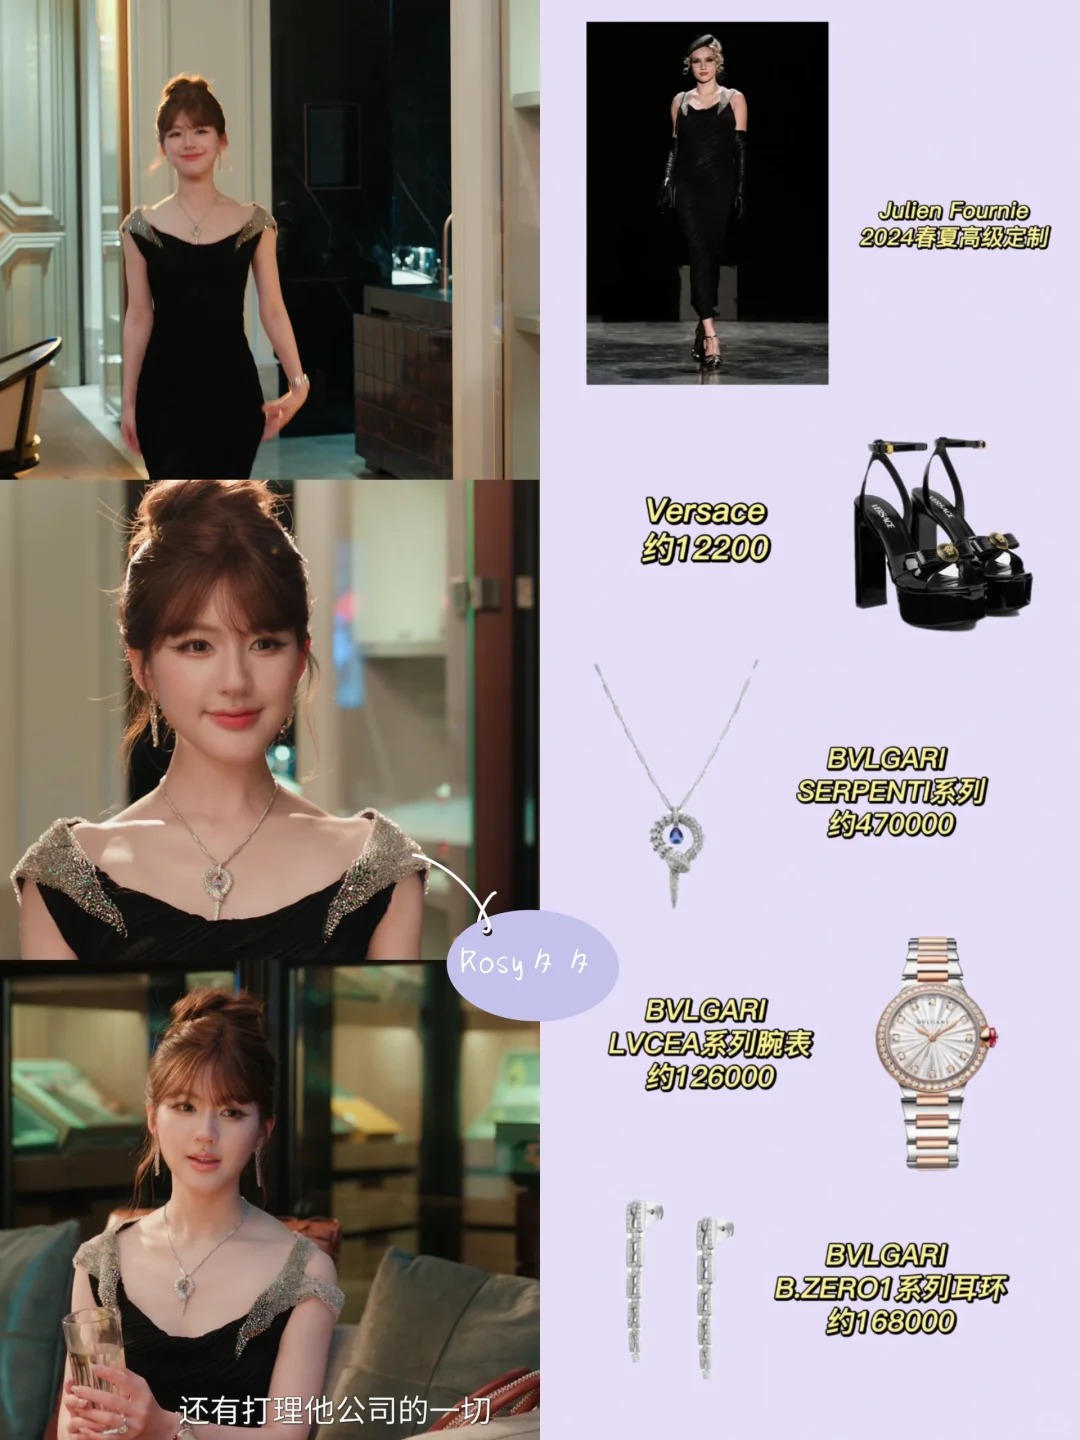 Julien Fournie
2024春夏高级定制
Versace
约12200
VERSACE
VERSACE
BVLGARI
SERPENTI系列
约470000
Rosy夕夕
BVLGARI
LVCEA系列腕表
约126000
BVLGARI
BVLGARI
B.ZERO1系列耳环
约168000
还有打理他公司的一切